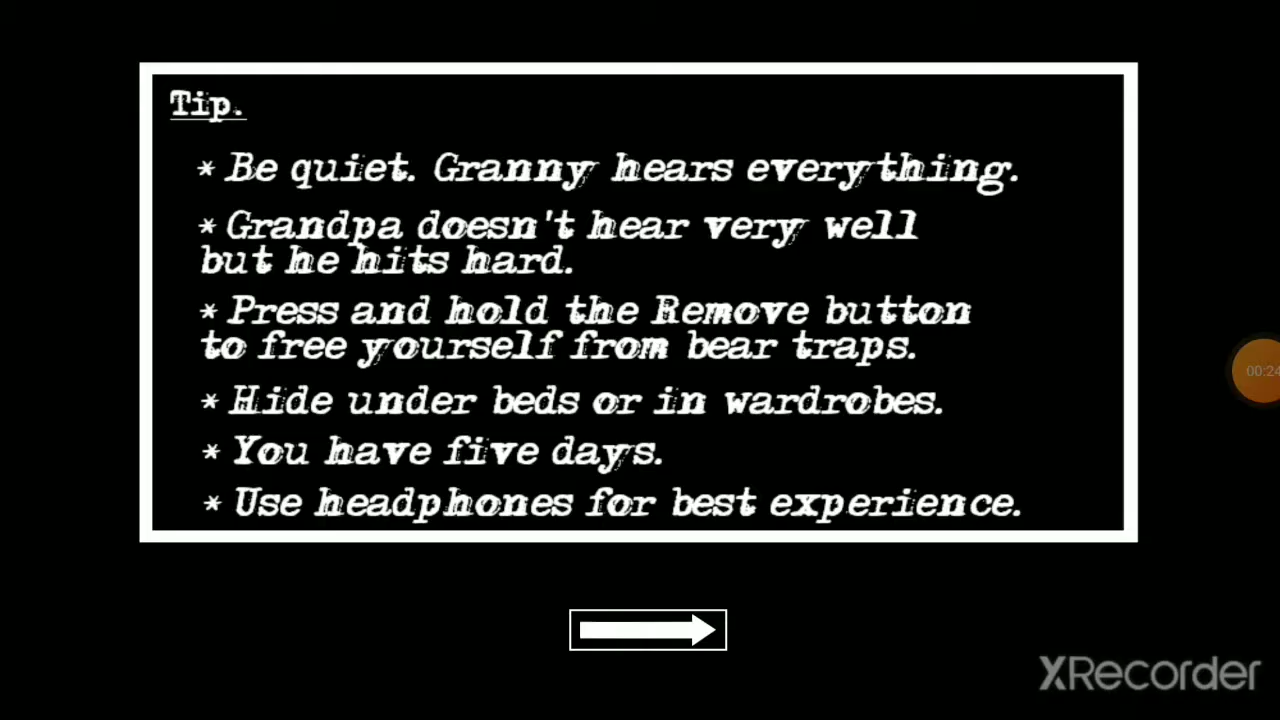 Tip.
* Be quiet. Granny hears everything.
* Grandpa doesn't hear very well
but he hits hard.
* Press and hold the Remove button
to free yourself from bear traps.
* Hide under beds or in wardrobes.
* You have five days.
* Use headphones for best experience.
00:24
XRecorder